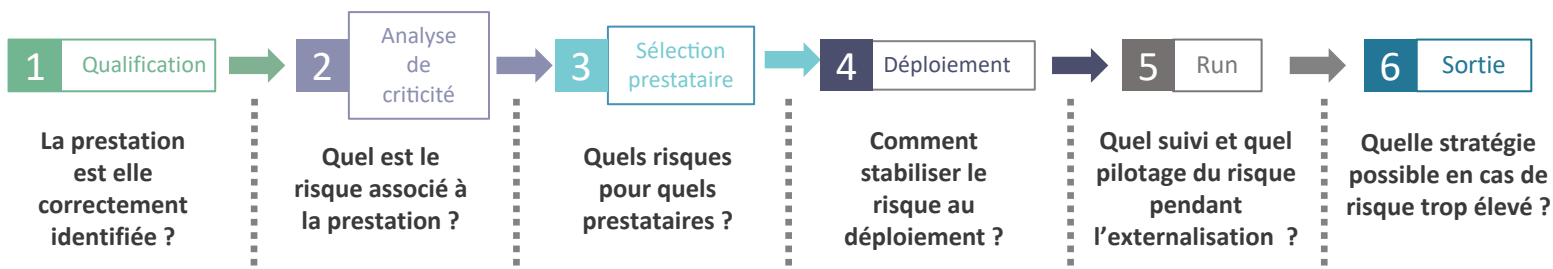 1 Qualification
2 Analyse
de
criticité
3 Sélection
prestataire
4 Déploiement
5 Run
6 Sortie
La prestation
est elle
correctement
identifiée ?
Quel est le
risque associé à
la prestation ?
Quels risques
pour quels
prestataires ?
Comment
stabiliser le
risque au
déploiement ?
Quel suivi et quel
pilotage du risque
pendant
l’externalisation ?
Quelle stratégie
possible en cas de
risque trop élevé ?